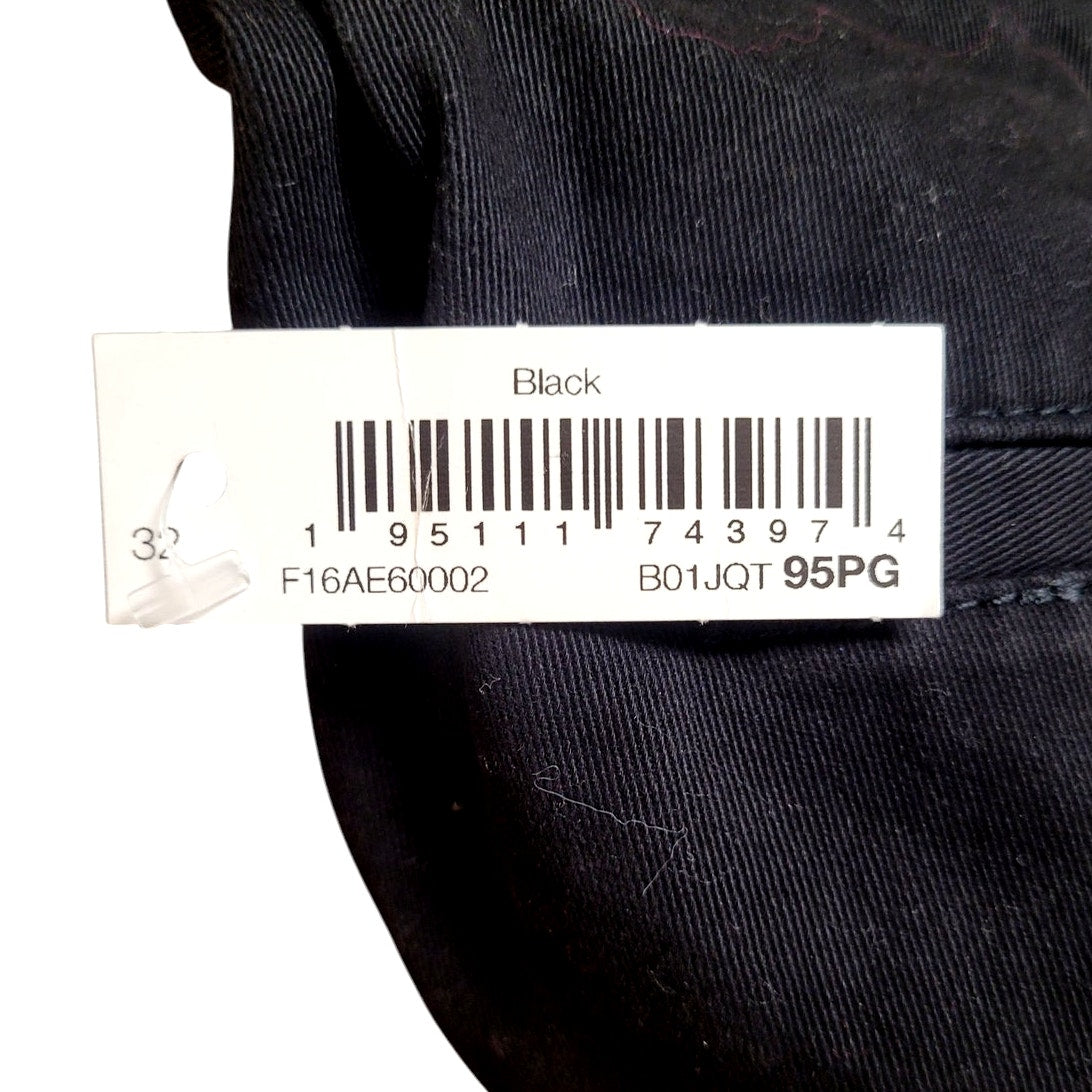 Black
32
1 95111 74397 4
F16AE60002 B01JQT 95PG